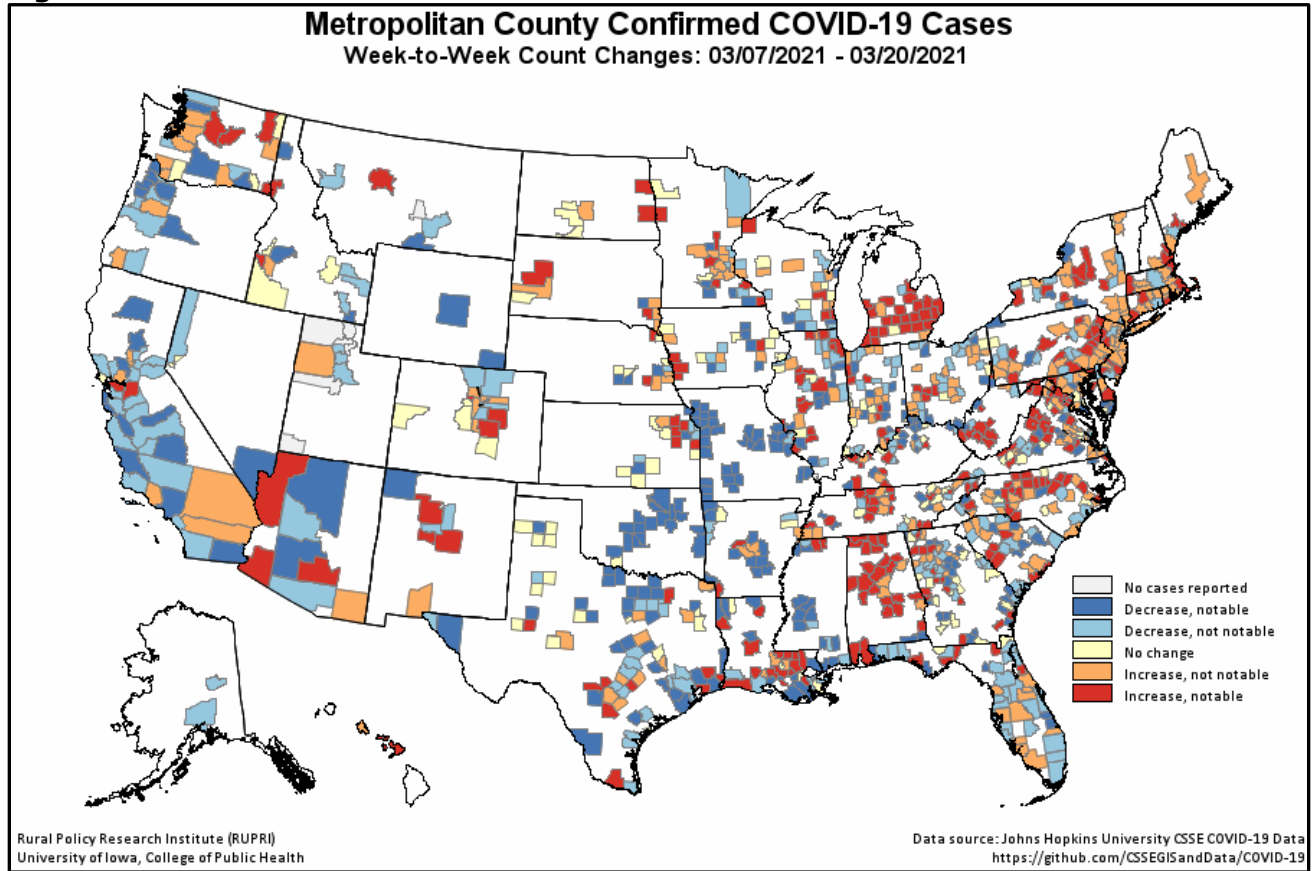 Metropolitan County Confirmed COVID-19 Cases
Week-to-Week Count Changes: 03/07/2021 - 03/20/2021
No cases reported
Decrease, notable
Decrease, not notable
No change
Increase, not notable
Increase, notable
Rural Policy Research Institute (RUPRI)
University of Iowa, College of Public Health
Data source: Johns Hopkins University CSSE COVID-19 Data
https://github.com/CSSEGISandData/COVID-19